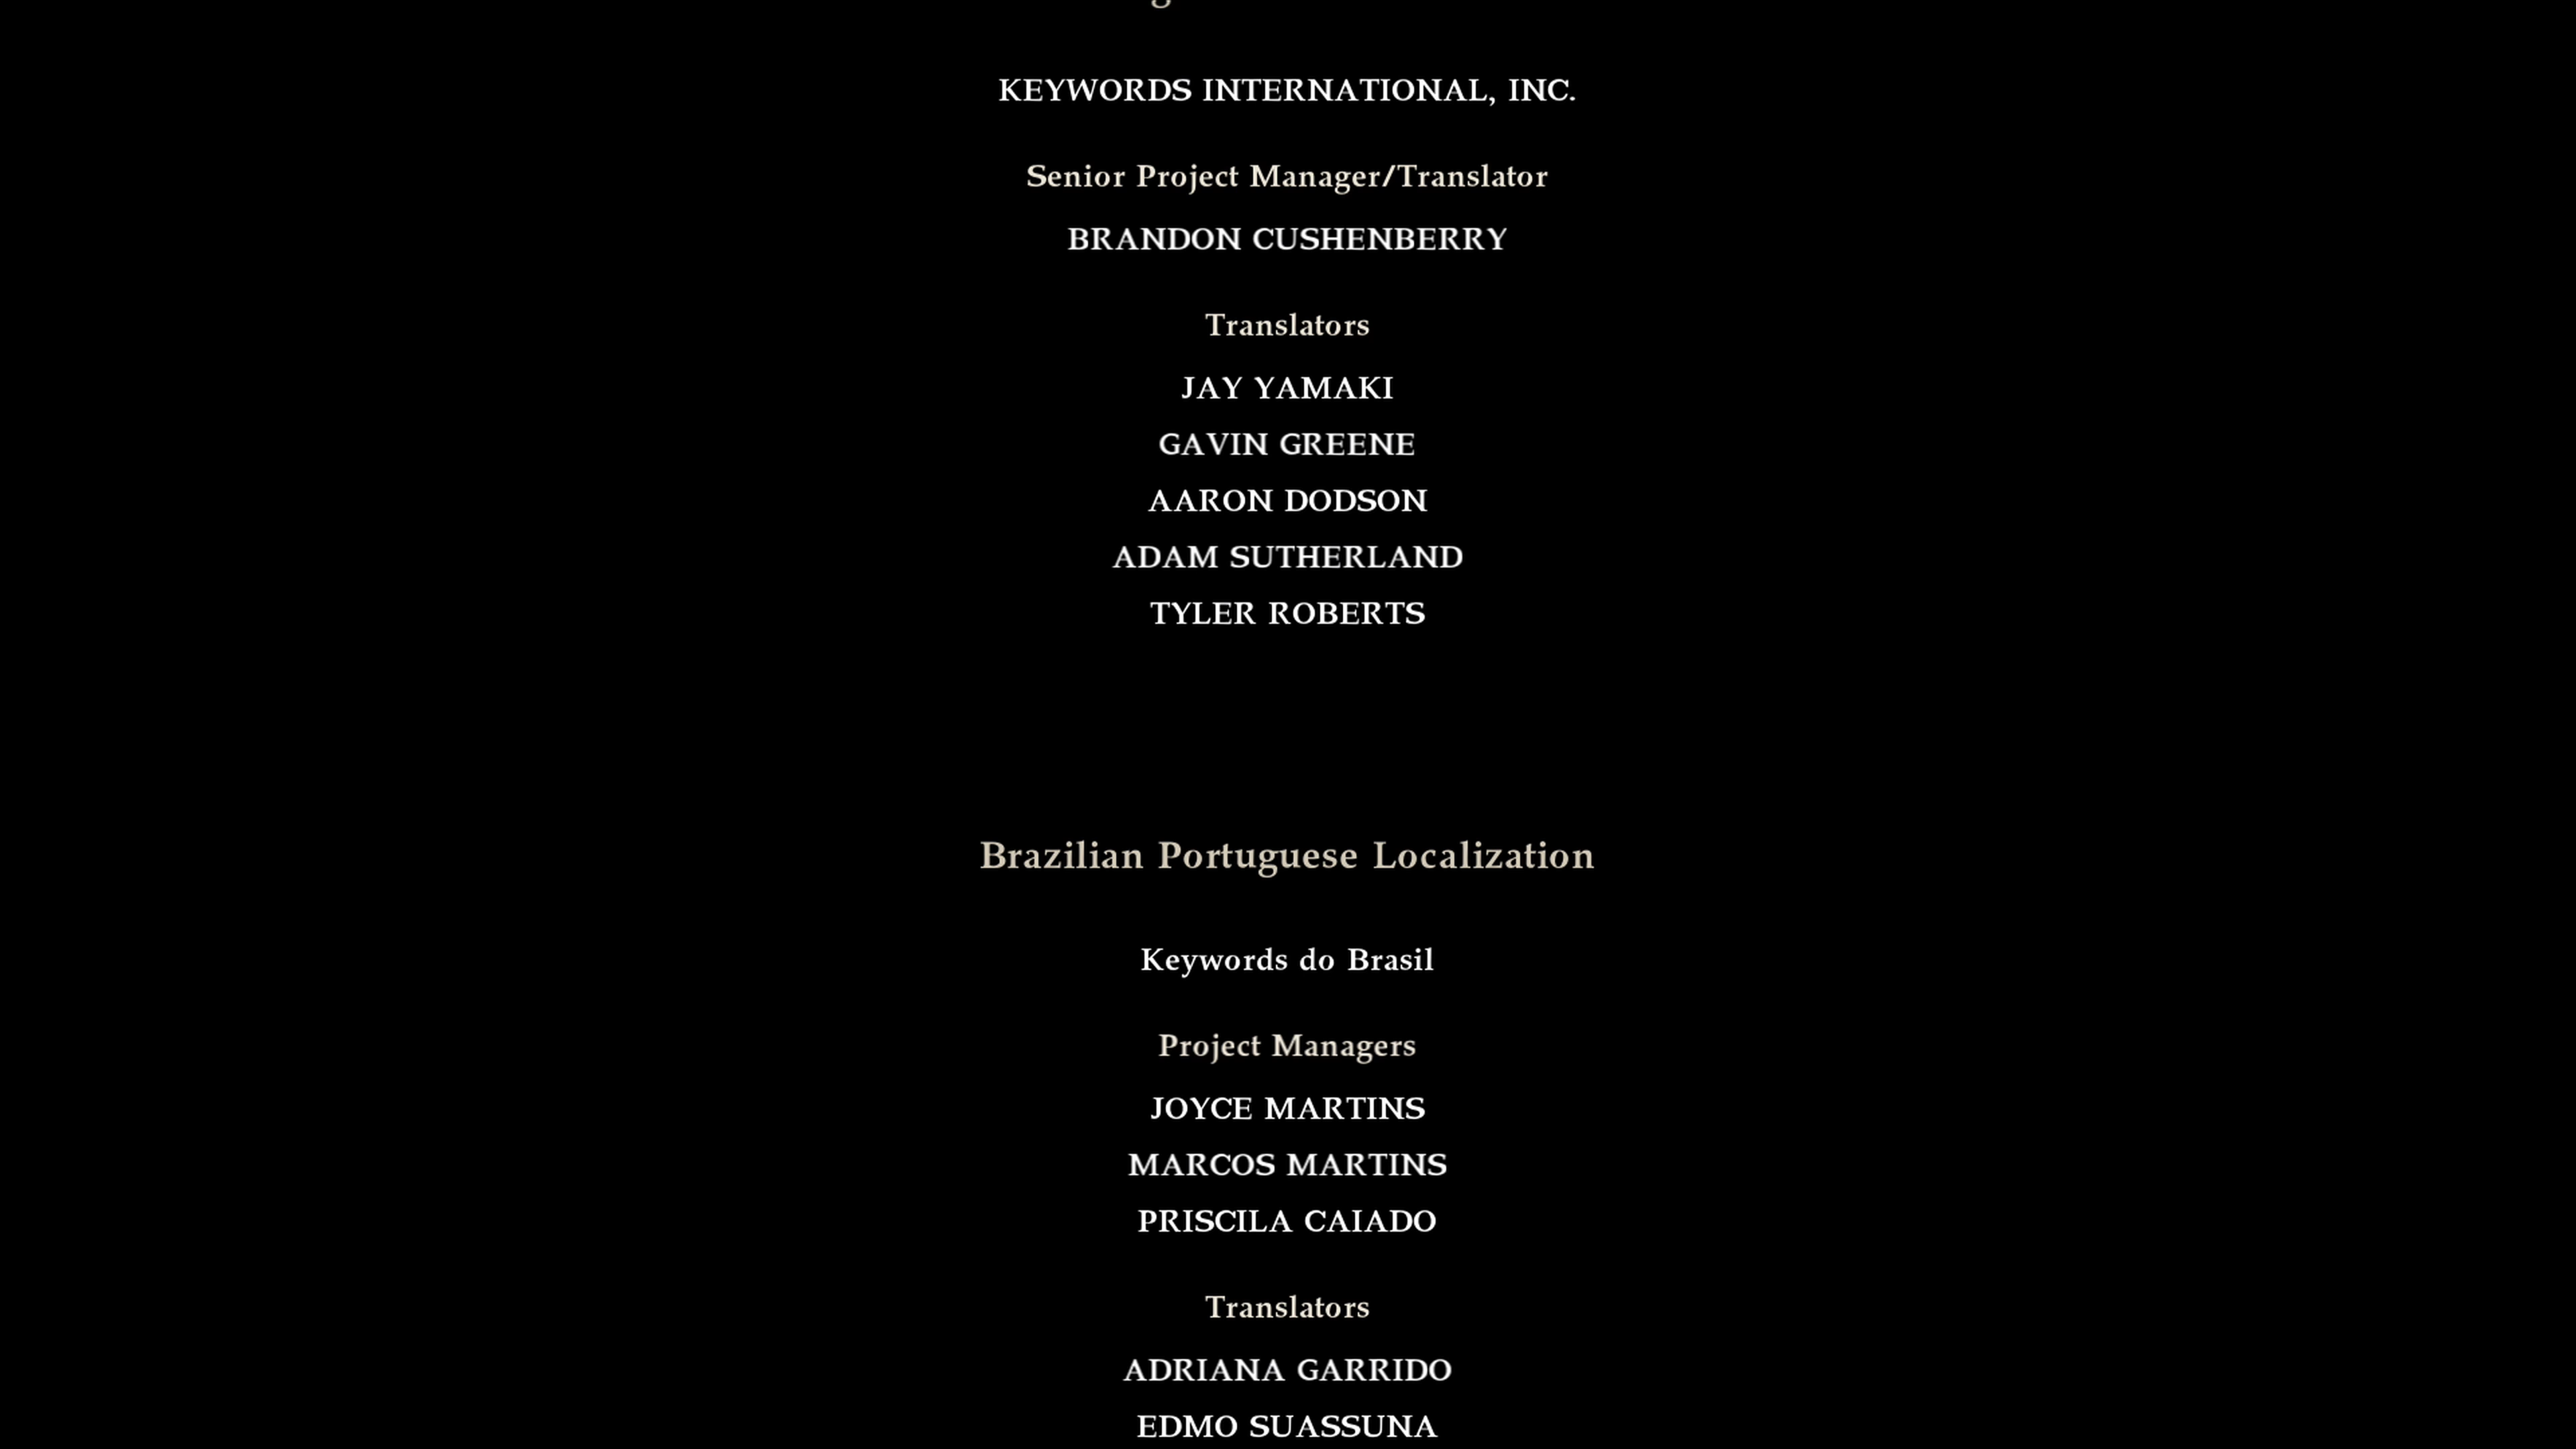 KEYWORDS INTERNATIONAL, INC.
Senior Project Manager/Translator
BRANDON CUSHENBERRY
Translators
JAY YAMAKI
GAVIN GREENE
AARON DODSON
ADAM SUTHERLAND
TYLER ROBERTS
Brazilian Portuguese Localization
Keywords do Brasil
Project Managers
JOYCE MARTINS
MARCOS MARTINS
PRISCILA CAIADO
Translators
ADRIANA GARRIDO
EDMO SUASSUNA